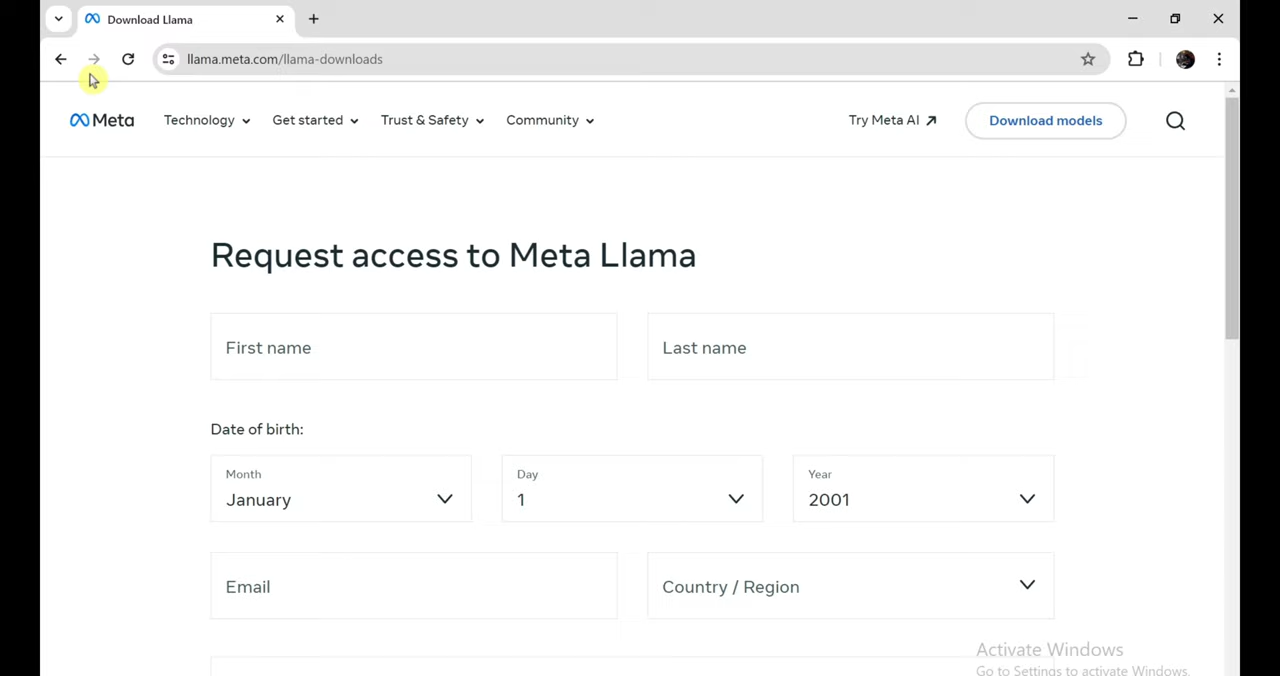 Download Llama
llama.meta.com/llama-downloads
Meta Technology Get started Trust & Safety Community Try Meta AI Download models
Request access to Meta Llama
First name Last name
Date of birth:
Month Day Year
January 1 2001
Email Country / Region
Activate Windows
Go to Settings to activate Windows.